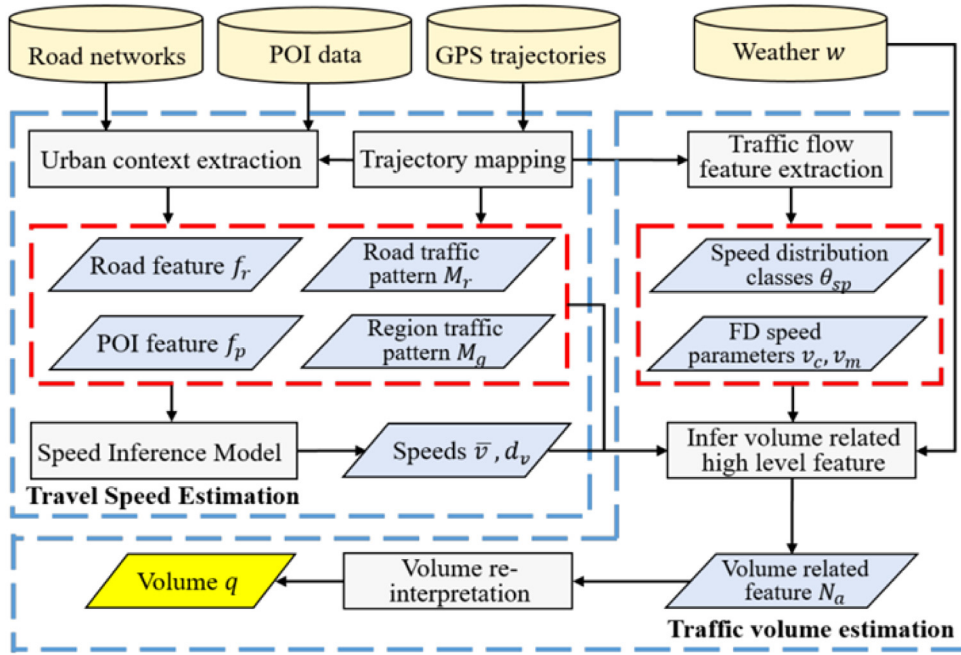 Road networks
POI data
GPS trajectories
Weather w
Urban context extraction
Trajectory mapping
Traffic flow
feature extraction
Road feature f_r
Road traffic
pattern M_r
Speed distribution
classes θ_sp
POI feature f_p
Region traffic
pattern M_g
FD speed
parameters v_c, v_m
Speed Inference Model
Speeds v̅ , d_v
Infer volume related
high level feature
Travel Speed Estimation
Volume q
Volume re-
interpretation
Volume related
feature N_a
Traffic volume estimation